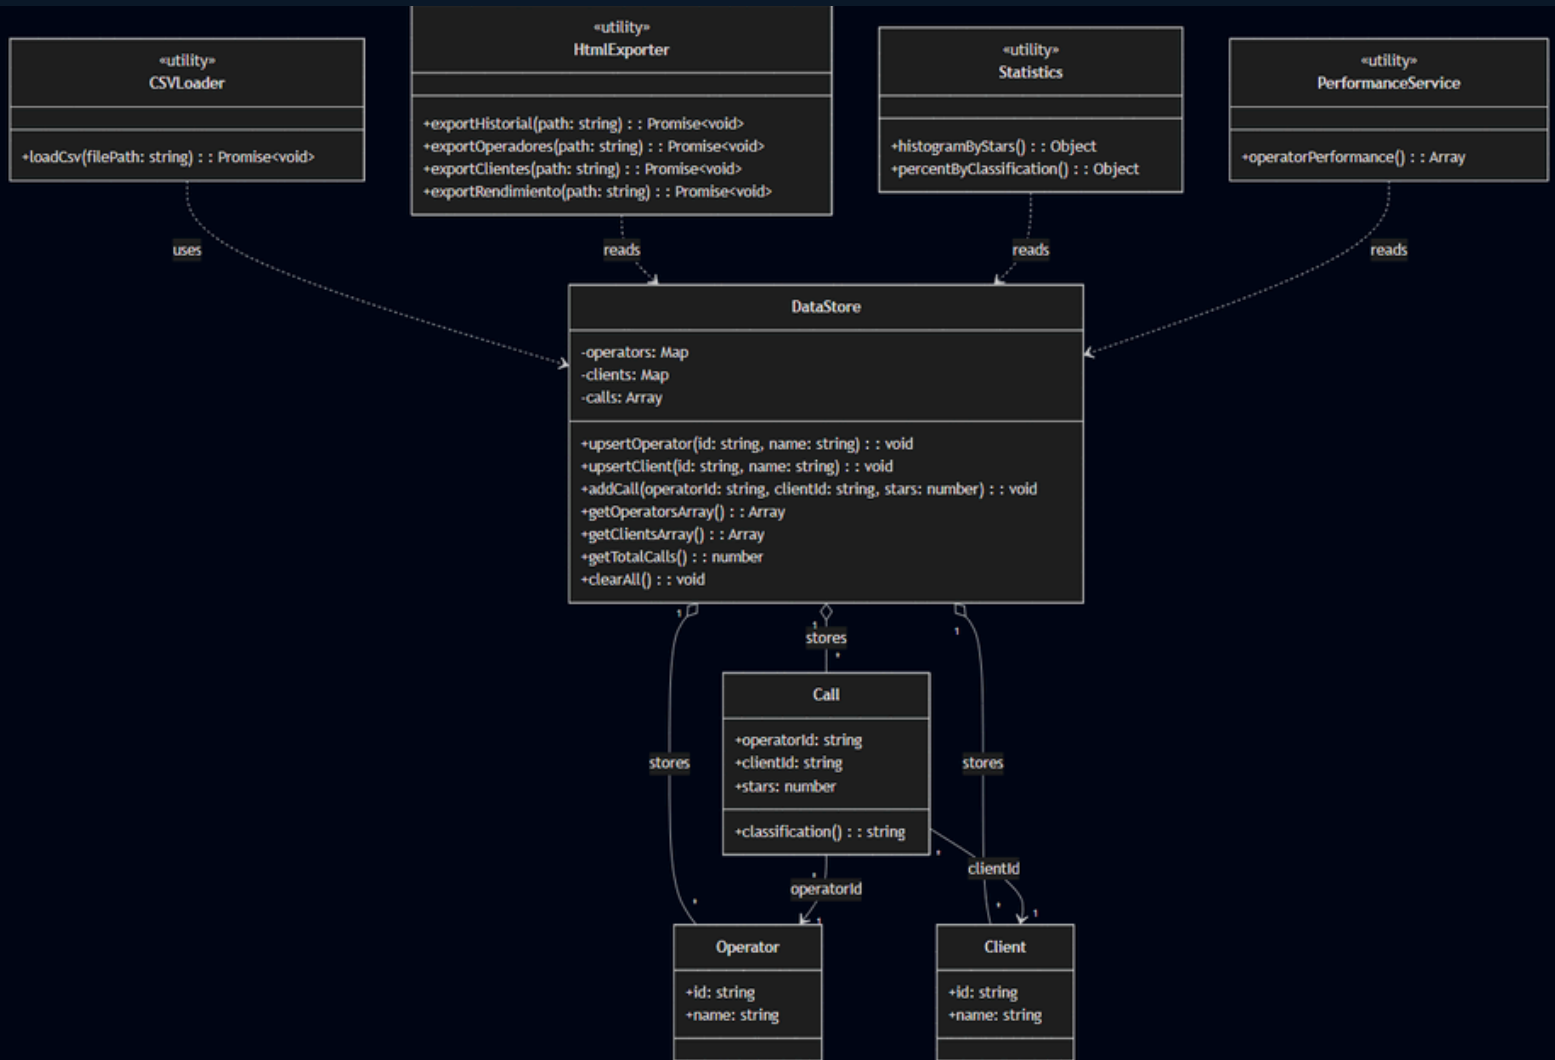 «utility»
CSVLoader
+loadCsv(filePath: string) : : Promise<void>
«utility»
HtmlExporter
+exportHistorial(path: string) : : Promise<void>
+exportOperadores(path: string) : : Promise<void>
+exportClientes(path: string) : : Promise<void>
+exportRendimiento(path: string) : : Promise<void>
«utility»
Statistics
+histogramByStars() : : Object
+percentByClassification() : : Object
«utility»
PerformanceService
+operatorPerformance() : : Array
uses
reads
reads
reads
DataStore
-operators: Map
-clients: Map
-calls: Array
+upsertOperator(id: string, name: string) : : void
+upsertClient(id: string, name: string) : : void
+addCall(operatorId: string, clientId: string, stars: number) : : void
+getOperatorsArray() : : Array
+getClientsArray() : : Array
+getTotalCalls() : : number
+clearAll() : : void
1
1
1
stores
*
Call
+operatorId: string
+clientId: string
+stars: number
+classification() : : string
stores
stores
*
clientId
*
operatorId
*
*
1
1
Operator
+id: string
+name: string
Client
+id: string
+name: string